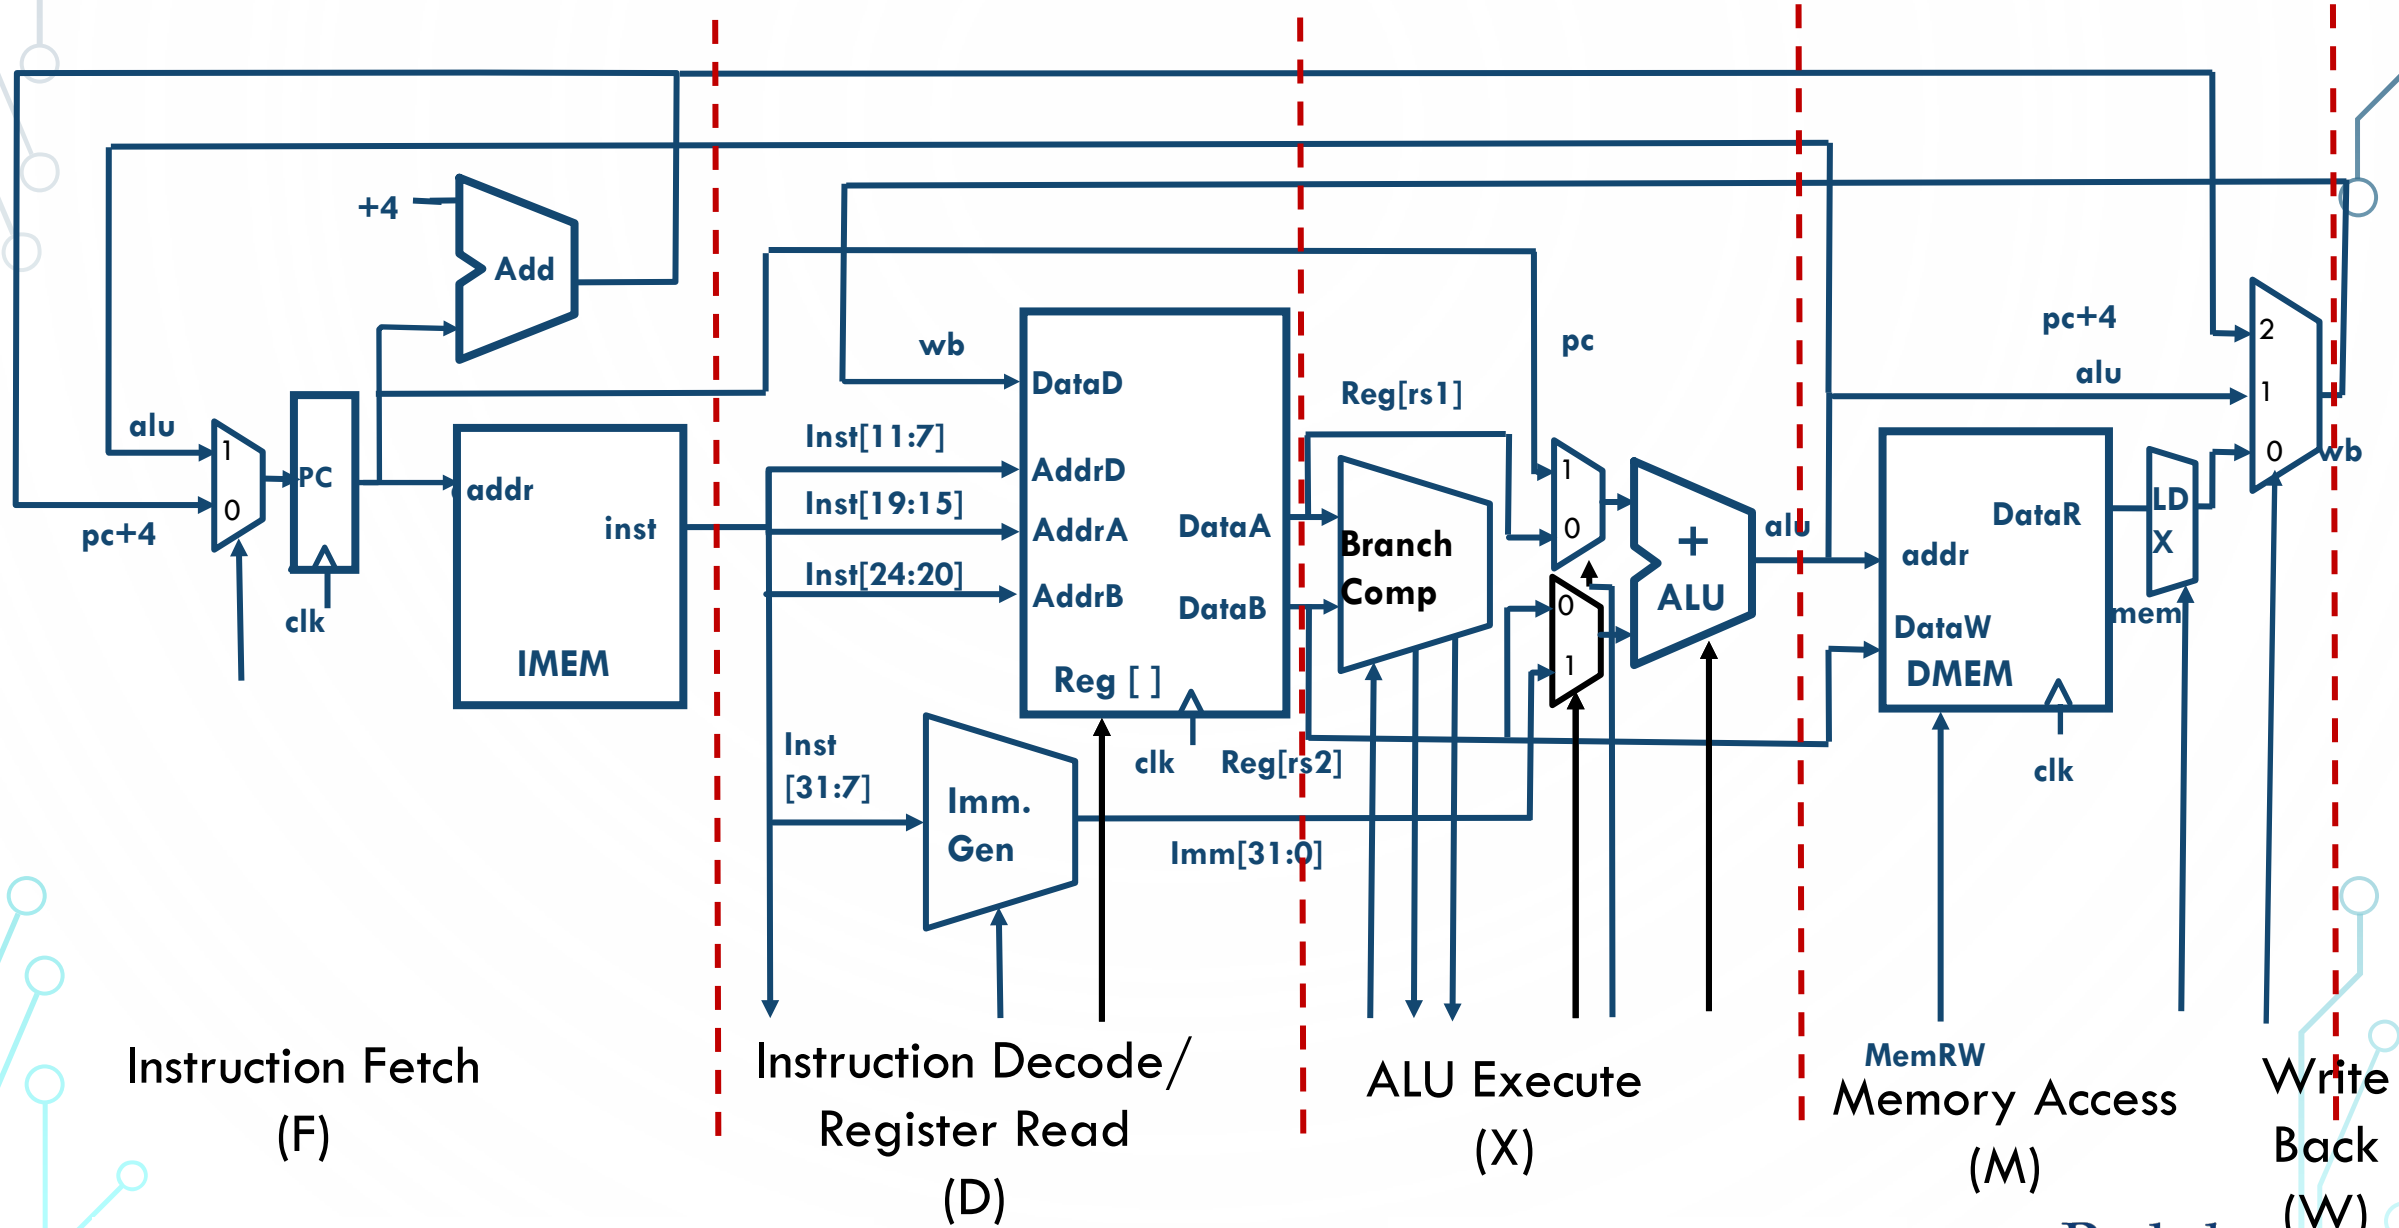 +4
Add
alu
1
0
pc+4
PC
clk
addr
inst
IMEM
wb
DataD
Inst[11:7]
AddrD
Inst[19:15]
AddrA
Inst[24:20]
AddrB
DataA
DataB
Reg [ ]
clk
Inst
[31:7]
Imm.
Gen
Imm[31:0]
Reg[rs2]
Reg[rs1]
Branch
Comp
pc
1
0
0
1
+
ALU
alu
addr
DataR
DataW
DMEM
clk
LD
X
mem
pc+4
alu
2
1
0
wb
MemRW
Instruction Fetch
(F)
Instruction Decode/
Register Read
(D)
ALU Execute
(X)
Memory Access
(M)
Write
Back
(W)